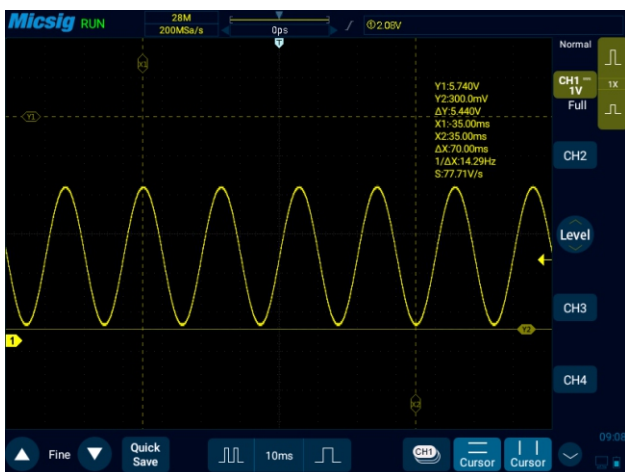 Micsig RUN
28M
200MSa/s
0ps
①2.08V
T
Normal
CH1
1V
1X
Full
X1
Y1:5.740V
Y2:300.0mV
ΔY:5.440V
X1:-35.00ms
X2:35.00ms
ΔX:70.00ms
1/ΔX:14.29Hz
S:77.71V/s
Y1
CH2
Level
CH3
Y2
1
CH4
X2
09:08
Fine
Quick
Save
10ms
CH1
Cursor
Cursor